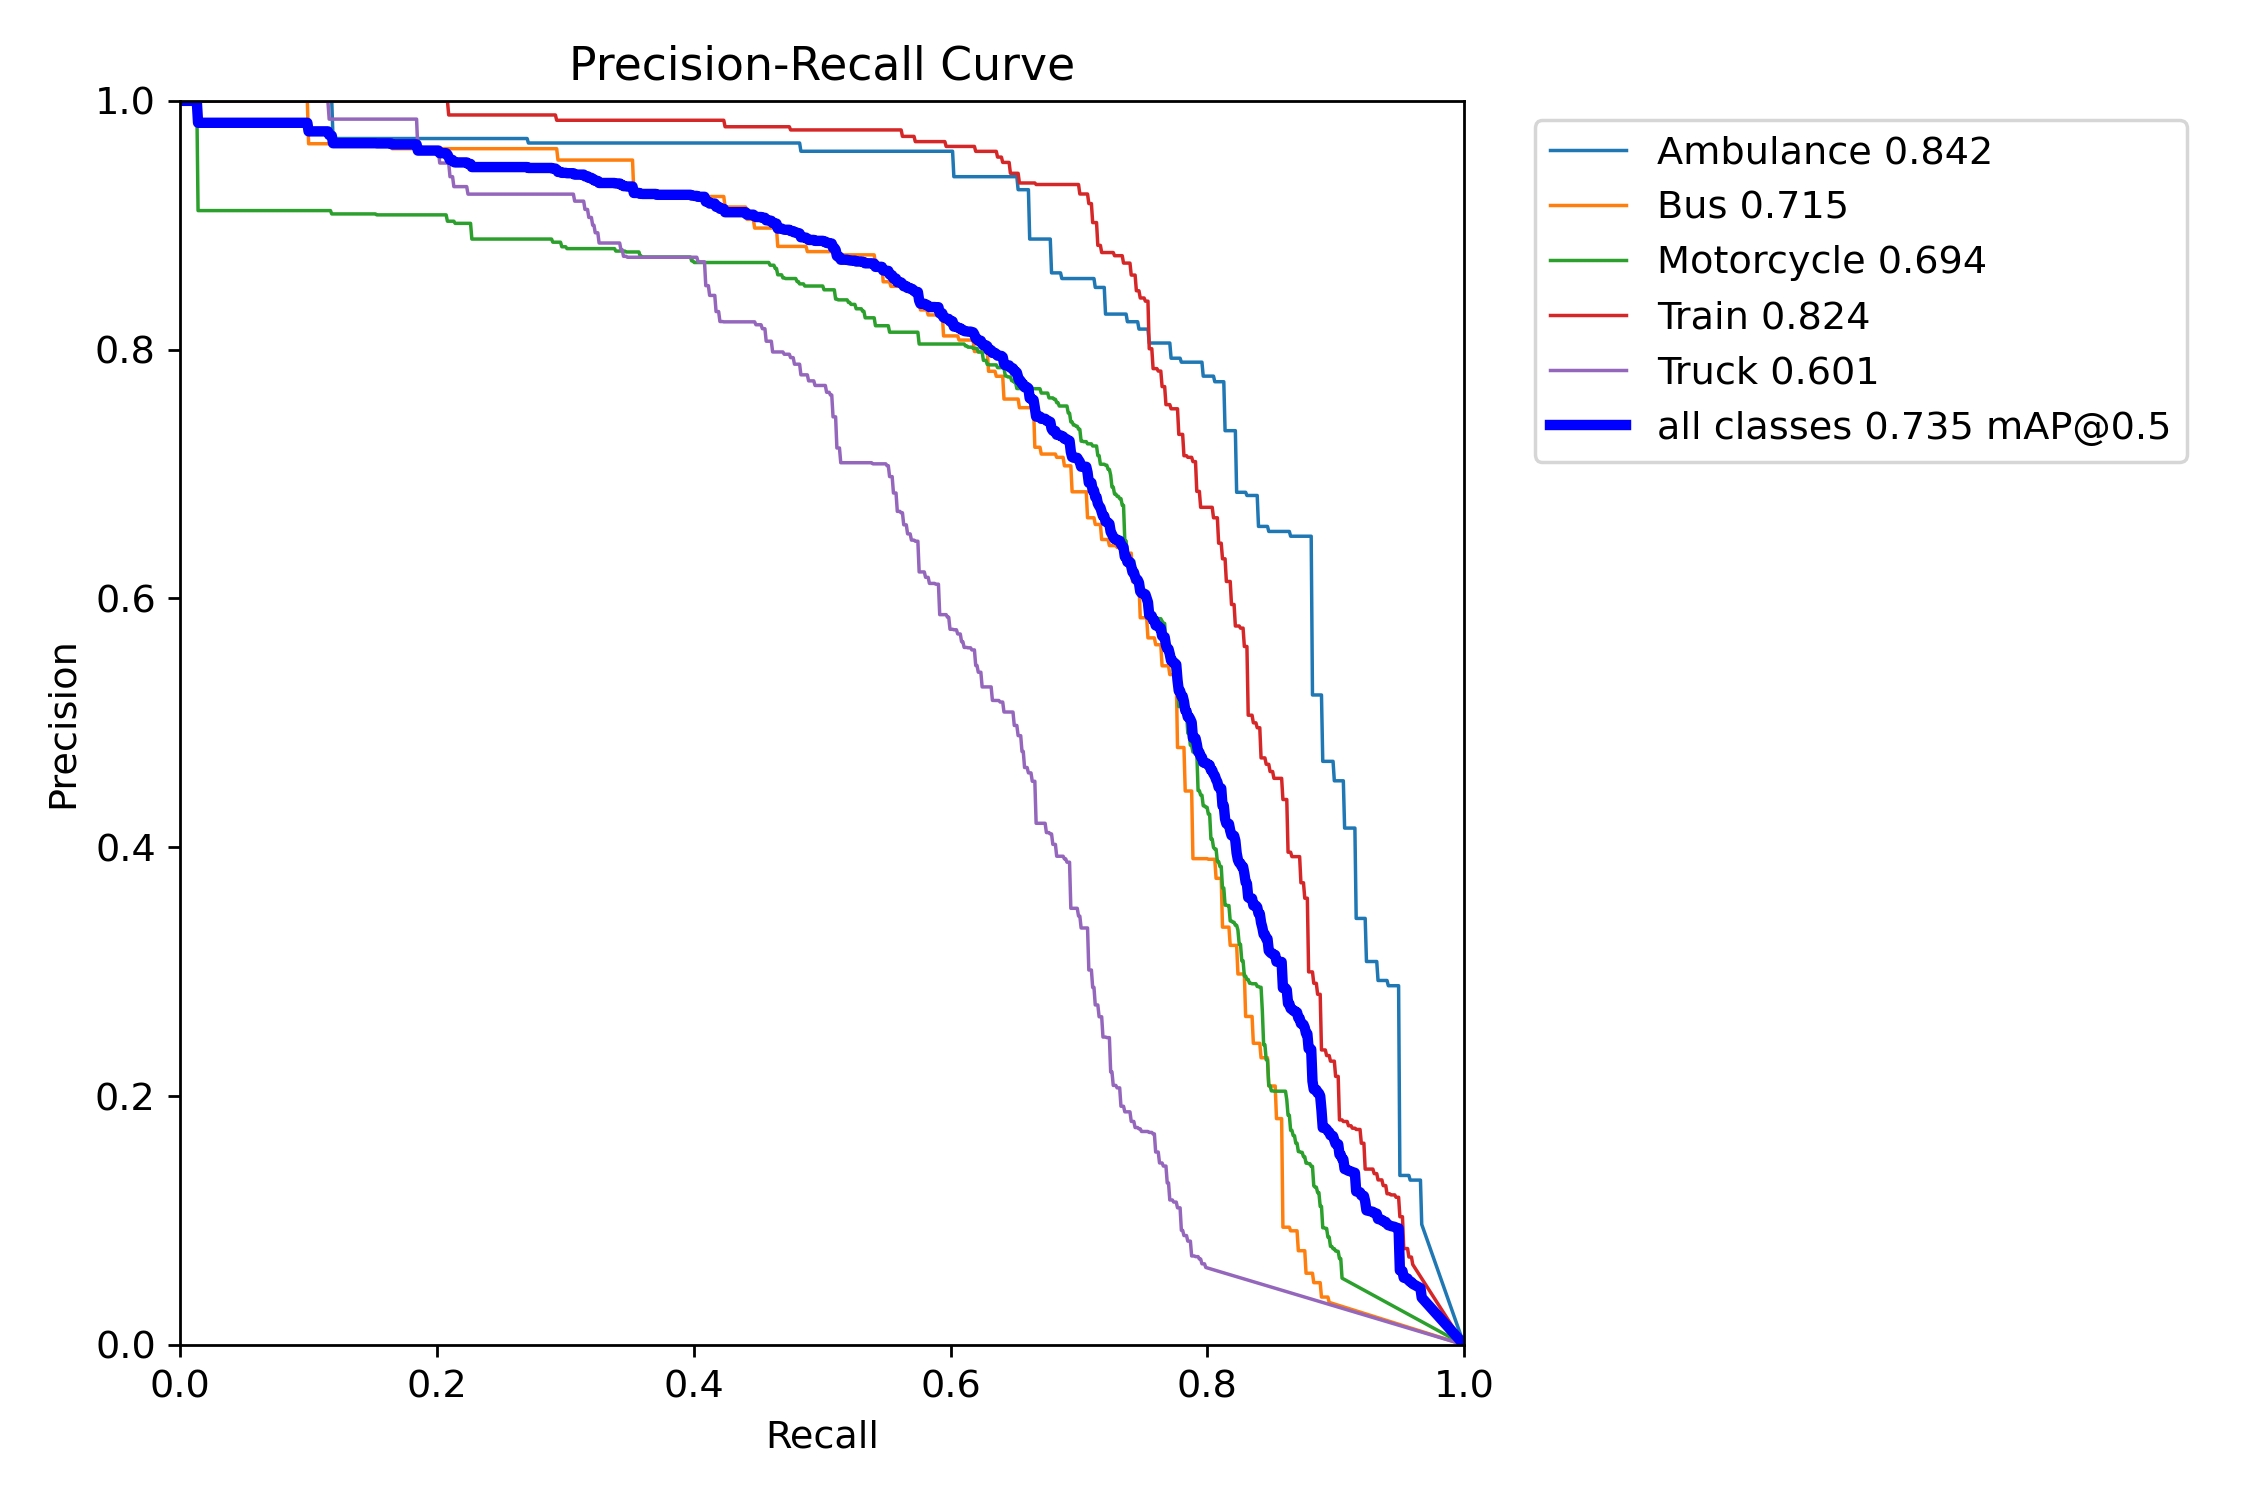 Precision-Recall Curve
1.0
0.8
0.6
0.4
0.2
0.0
Precision
0.0 0.2 0.4 0.6 0.8 1.0
Recall
Ambulance 0.842
Bus 0.715
Motorcycle 0.694
Train 0.824
Truck 0.601
all classes 0.735 mAP@0.5